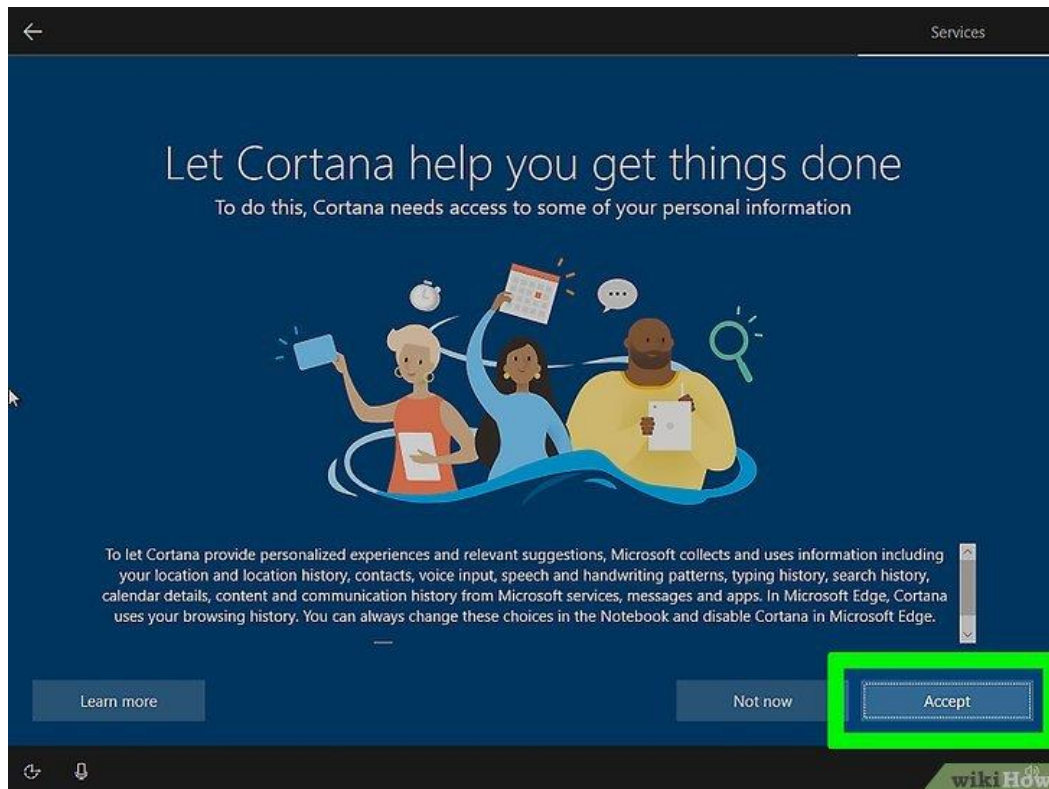 Services
Let Cortana help you get things done
To do this, Cortana needs access to some of your personal information
To let Cortana provide personalized experiences and relevant suggestions, Microsoft collects and uses information including
your location and location history, contacts, voice input, speech and handwriting patterns, typing history, search history,
calendar details, content and communication history from Microsoft services, messages and apps. In Microsoft Edge, Cortana
uses your browsing history. You can always change these choices in the Notebook and disable Cortana in Microsoft Edge.
Learn more
Not now
Accept
wikiHow